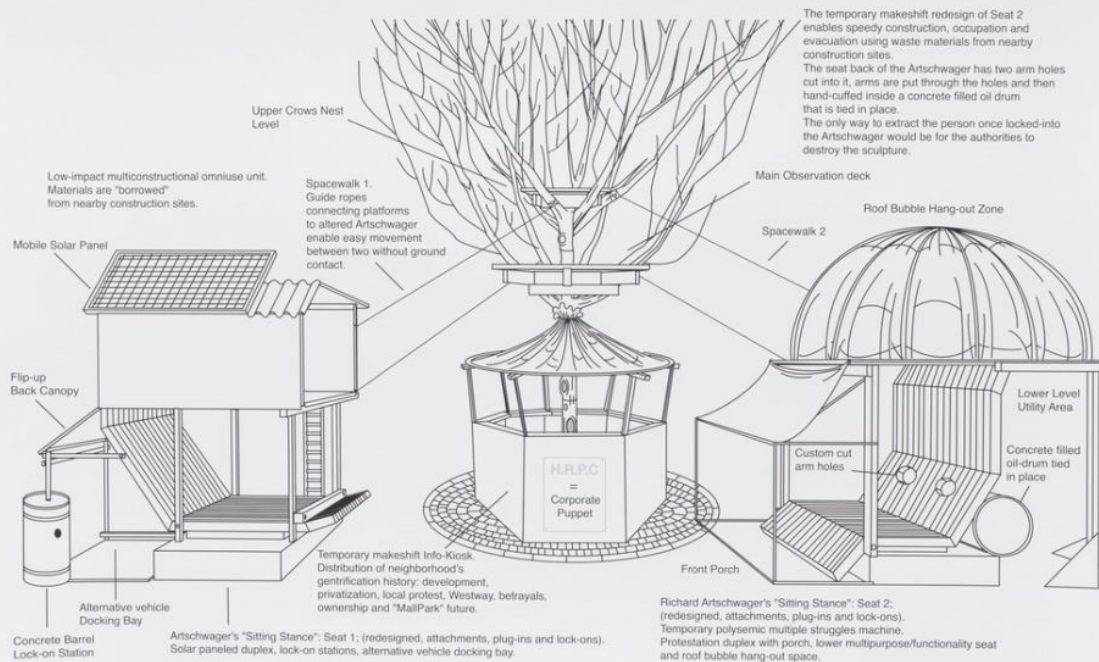 The temporary makeshift redesign of Seat 2
enables speedy construction, occupation and
evacuation using waste materials from nearby
construction sites.
The seat back of the Artschwager has two arm holes
cut into it, arms are put through the holes and then
hand-cuffed inside a concrete filled oil drum
that is tied in place.
The only way to extract the person once locked-into
the Artschwager would be for the authorities to
destroy the sculpture.
Upper Crows Nest
Level
Low-impact multiconstructional omniuse unit.
Materials are "borrowed"
from nearby construction sites.
Spacewalk 1.
Guide ropes
connecting platforms
to altered Artschwager
enable easy movement
between two without ground
contact.
Main Observation deck
Spacewalk 2
Roof Bubble Hang-out Zone
Mobile Solar Panel
Flip-up
Back Canopy
Lower Level
Utility Area
Custom cut
arm holes
Concrete filled
oil-drum tied
in place
H.R.P.C
=
Corporate
Puppet
Temporary makeshift Info-Kiosk.
Distribution of neighborhood's
gentrification history: development,
privatization, local protest, Westway, betrayals,
ownership and "MallPark" future.
Front Porch
Alternative vehicle
Docking Bay
Concrete Barrel
Lock-on Station
Artschwager's "Sitting Stance": Seat 1; (redesigned, attachments, plug-ins and lock-ons).
Solar paneled duplex, lock-on stations, alternative vehicle docking bay.
Richard Artschwager's "Sitting Stance": Seat 2;
(redesigned, attachments, plug-ins and lock-ons).
Temporary polysemic multiple struggles machine.
Protestation duplex with porch, lower multipurpose/functionality seat
and roof bubble hang-out space.